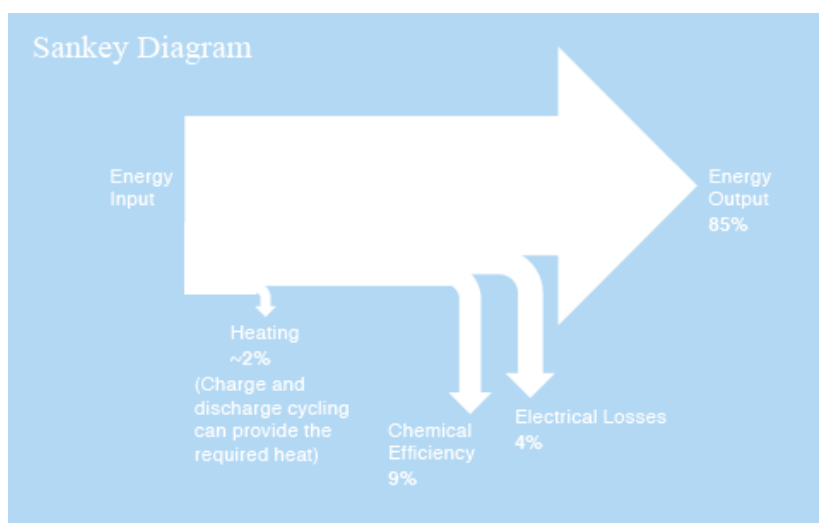 Sankey Diagram
Energy
Input
Energy
Output
85%
Heating
~2%
(Charge and
discharge cycling
can provide the
required heat)
Chemical
Efficiency
9%
Electrical Losses
4%